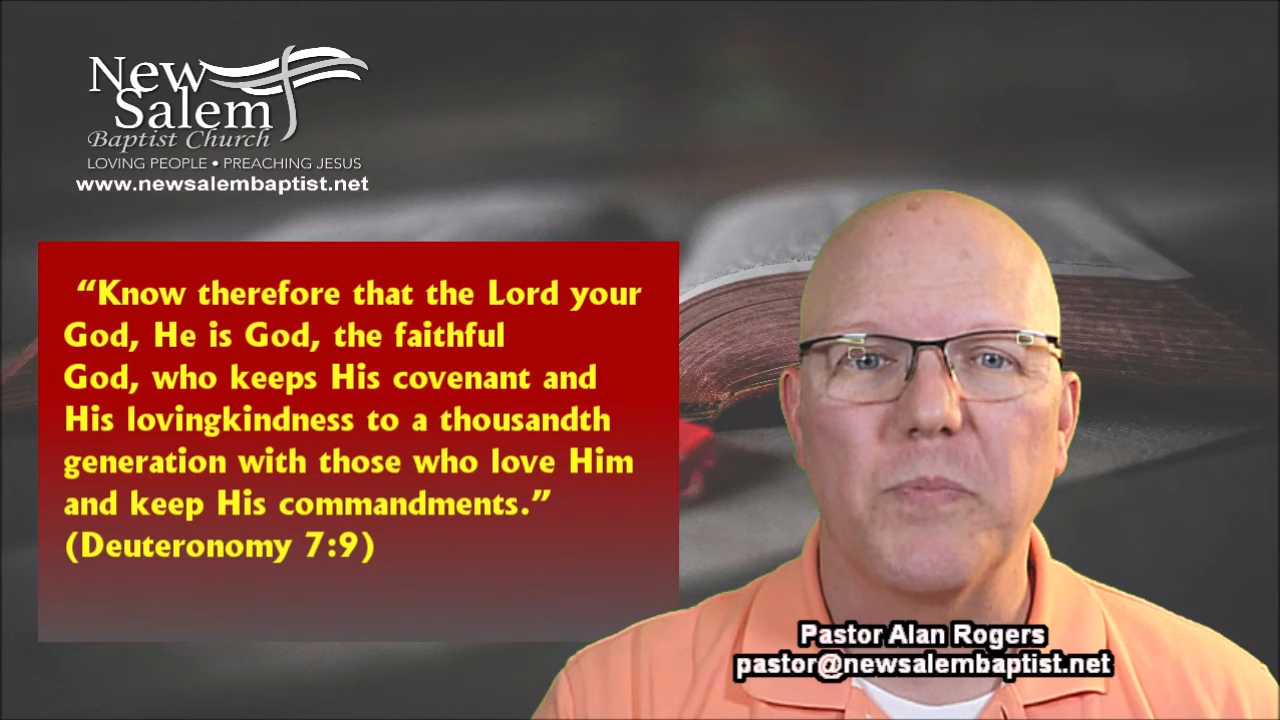 New
Salem
Baptist Church
LOVING PEOPLE • PREACHING JESUS
www.newsalembaptist.net
“Know therefore that the Lord your
God, He is God, the faithful
God, who keeps His covenant and
His lovingkindness to a thousandth
generation with those who love Him
and keep His commandments.”
(Deuteronomy 7:9)
Pastor Alan Rogers
pastor@newsalembaptist.net